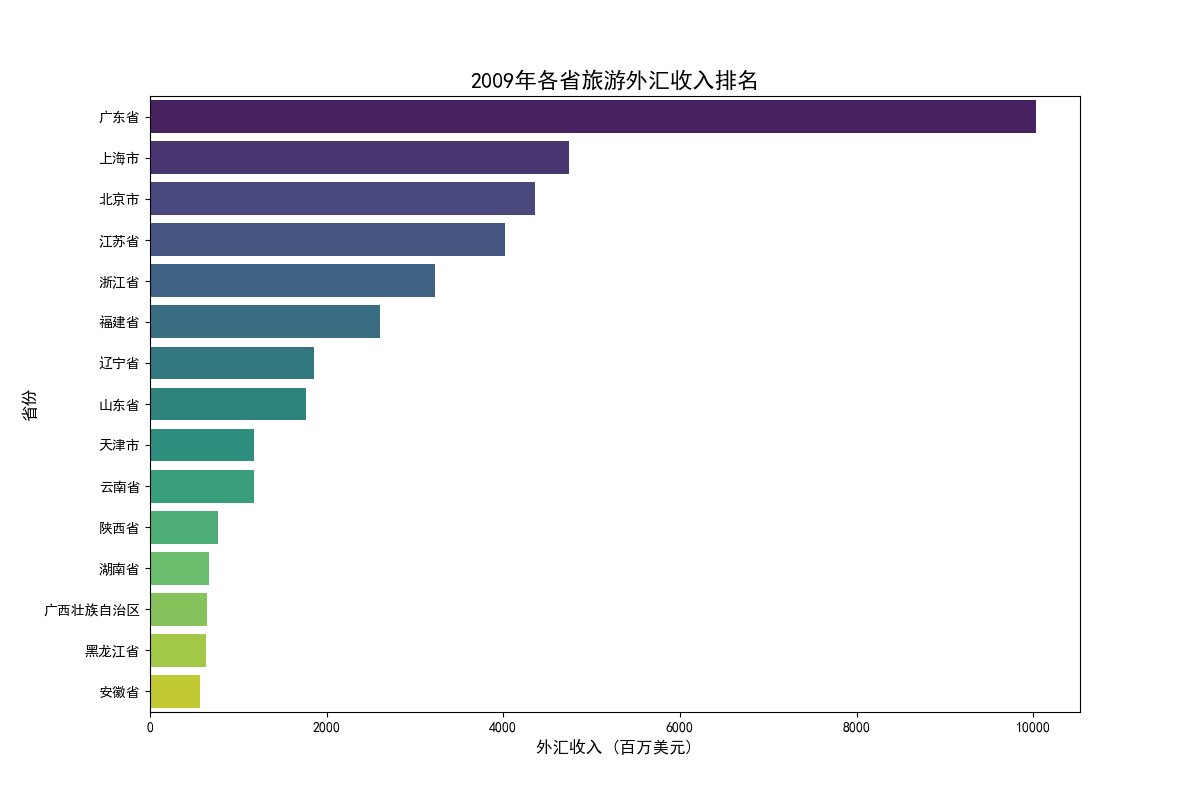 2009年各省旅游外汇收入排名
广东省
上海市
北京市
江苏省
浙江省
福建省
辽宁省
山东省
天津市
云南省
陕西省
湖南省
广西壮族自治区
黑龙江省
安徽省
省份
0 2000 4000 6000 8000 10000
外汇收入（百万美元）